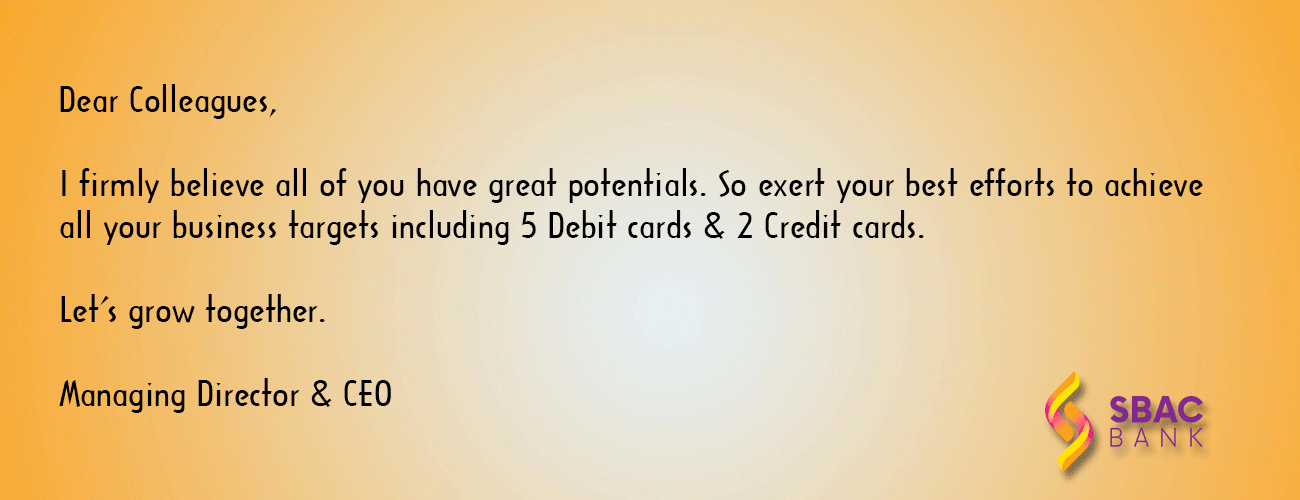 Dear Colleagues,
I firmly believe all of you have great potentials. So exert your best efforts to achieve
all your business targets including 5 Debit cards & 2 Credit cards.
Let's grow together.
Managing Director & CEO
SBAC
BANK